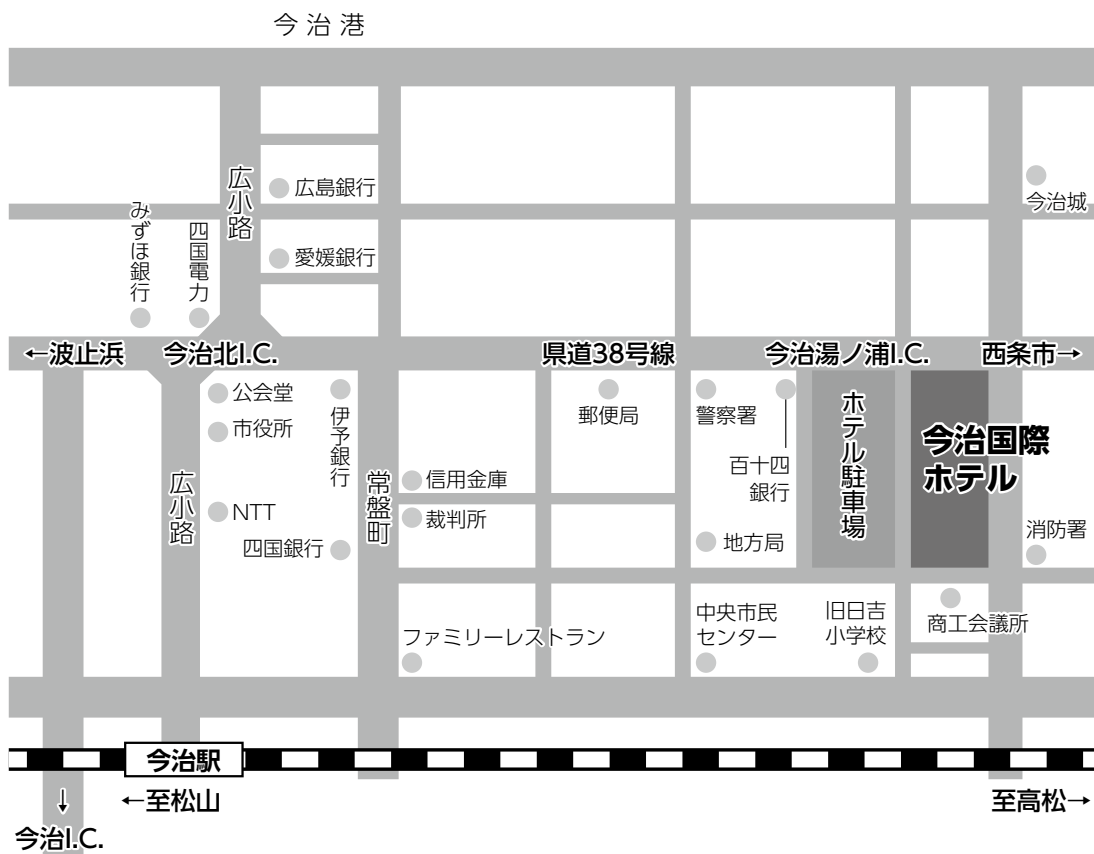 今治港
広島銀行
広小路
今治城
みずほ銀行
四国電力
愛媛銀行
←波止浜
今治北I.C.
県道38号線
今治湯ノ浦I.C.
西条市→
公会堂
市役所
伊予銀行
郵便局
警察署
百十四
銀行
ホテル駐車場
今治国際
ホテル
広小路
NTT
四国銀行
常盤町
信用金庫
裁判所
地方局
消防署
ファミリーレストラン
中央市民
センター
旧日吉
小学校
商工会議所
今治駅
←至松山
至高松→
↓
今治I.C.